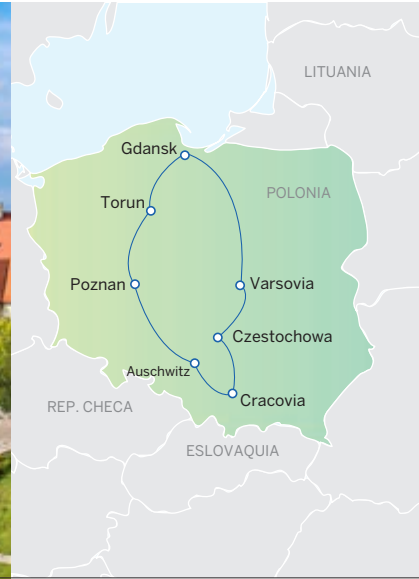 LITUANIA
Gdansk
POLONIA
Torun
Poznan
Varsovia
Czestochowa
Auschwitz
Cracovia
REP. CHECA
ESLOVAQUIA